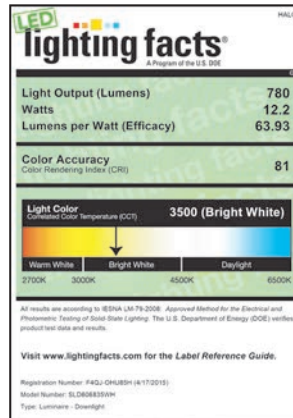 LED
HALO
lighting facts®
A Program of the U.S. DOE
Light Output (Lumens) 780
Watts 12.2
Lumens per Watt (Efficacy) 63.93
Color Accuracy 81
Color Rendering Index (CRI)
Light Color 3500 (Bright White)
Correlated Color Temperature (CCT)
Warm White Bright White Daylight
2700K 3000K 4500K 6500K
All results are according to IESNA LM-79-2008: Approved Method for the Electrical and
Photometric Testing of Solid-State Lighting. The U.S. Department of Energy (DOE) verifies
product test data and results.
Visit www.lightingfacts.com for the Label Reference Guide.
Registration Number: F4QJ-OHU85H (4/17/2015)
Model Number: SLD606835WH
Type: Luminaire - Downlight